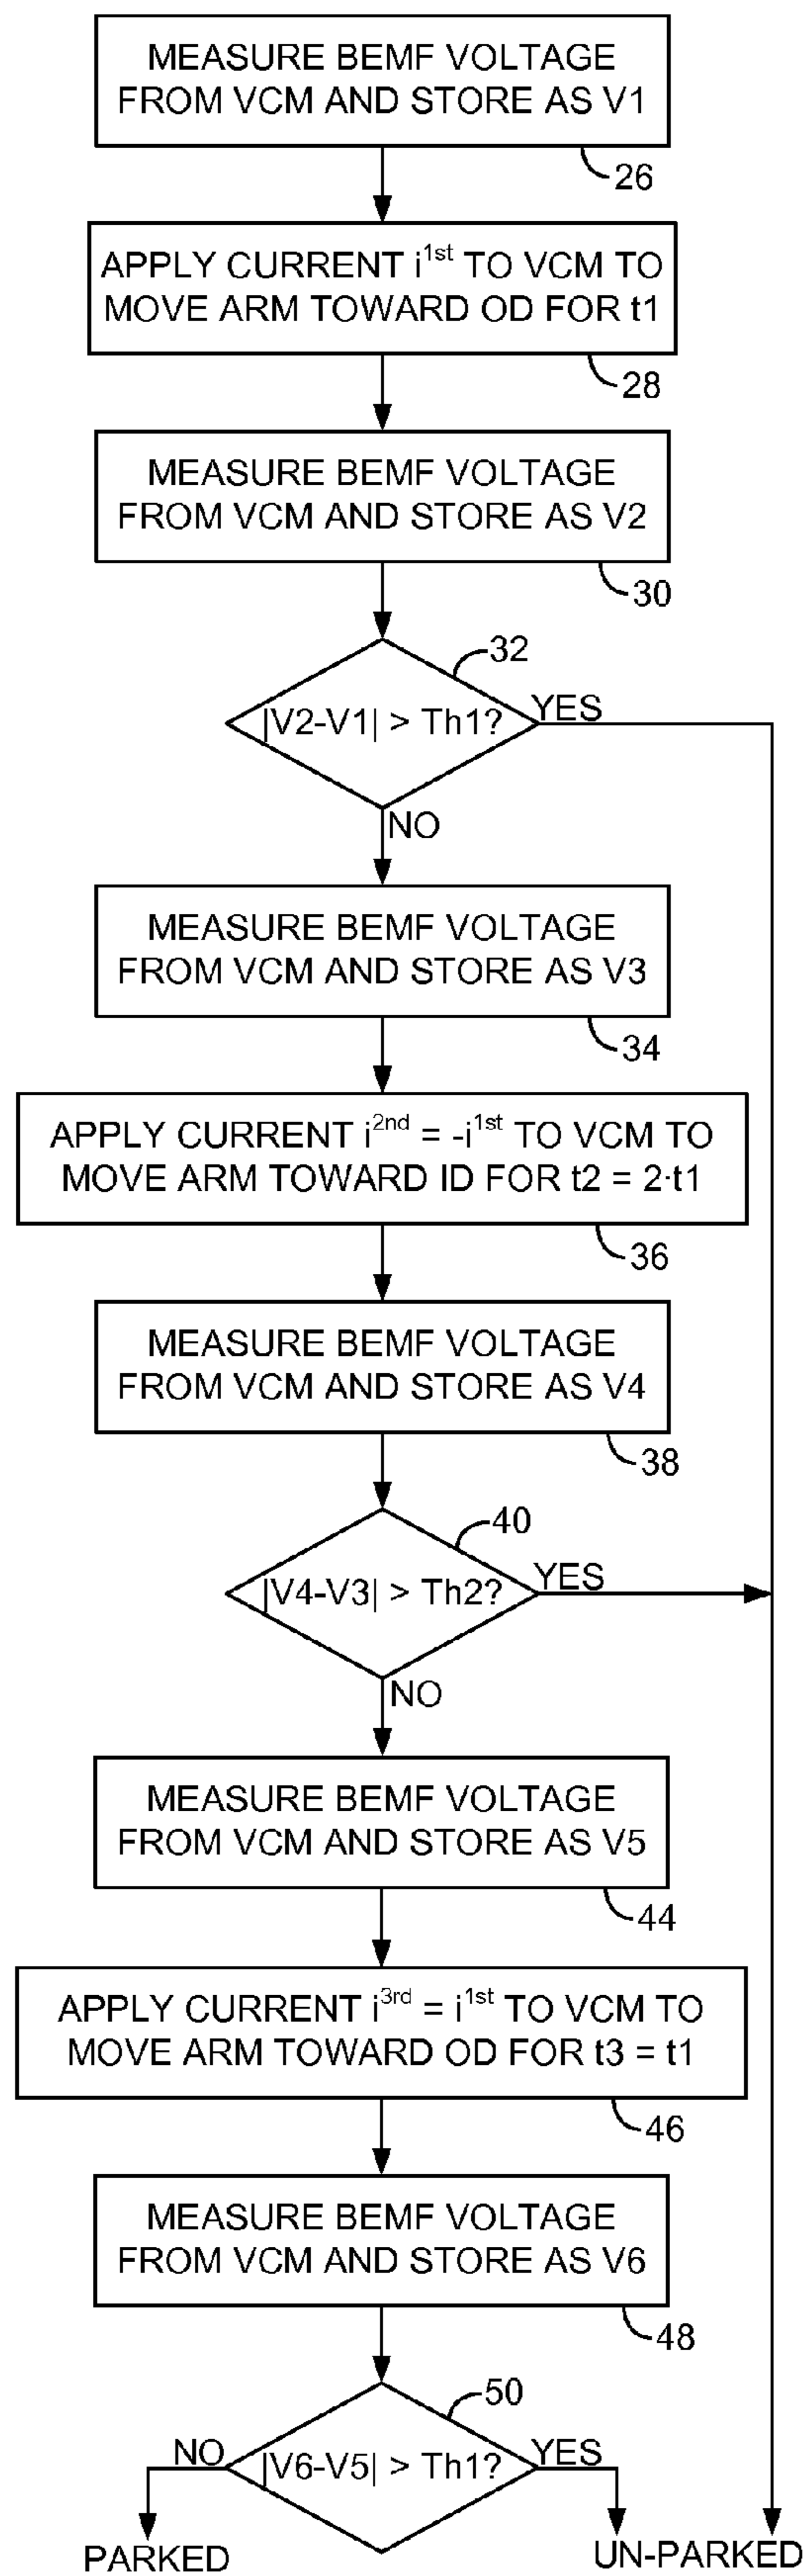 MEASURE BEMF VOLTAGE
FROM VCM AND STORE AS V1
26
APPLY CURRENT i^1st TO VCM TO
MOVE ARM TOWARD OD FOR t1
28
MEASURE BEMF VOLTAGE
FROM VCM AND STORE AS V2
30
32
|V2-V1| > Th1?
YES
NO
MEASURE BEMF VOLTAGE
FROM VCM AND STORE AS V3
34
APPLY CURRENT i^2nd = -i^1st TO VCM TO
MOVE ARM TOWARD ID FOR t2 = 2·t1
36
MEASURE BEMF VOLTAGE
FROM VCM AND STORE AS V4
38
40
|V4-V3| > Th2?
YES
NO
MEASURE BEMF VOLTAGE
FROM VCM AND STORE AS V5
44
APPLY CURRENT i^3rd = i^1st TO VCM TO
MOVE ARM TOWARD OD FOR t3 = t1
46
MEASURE BEMF VOLTAGE
FROM VCM AND STORE AS V6
48
50
NO
|V6-V5| > Th1?
YES
PARKED
UN-PARKED